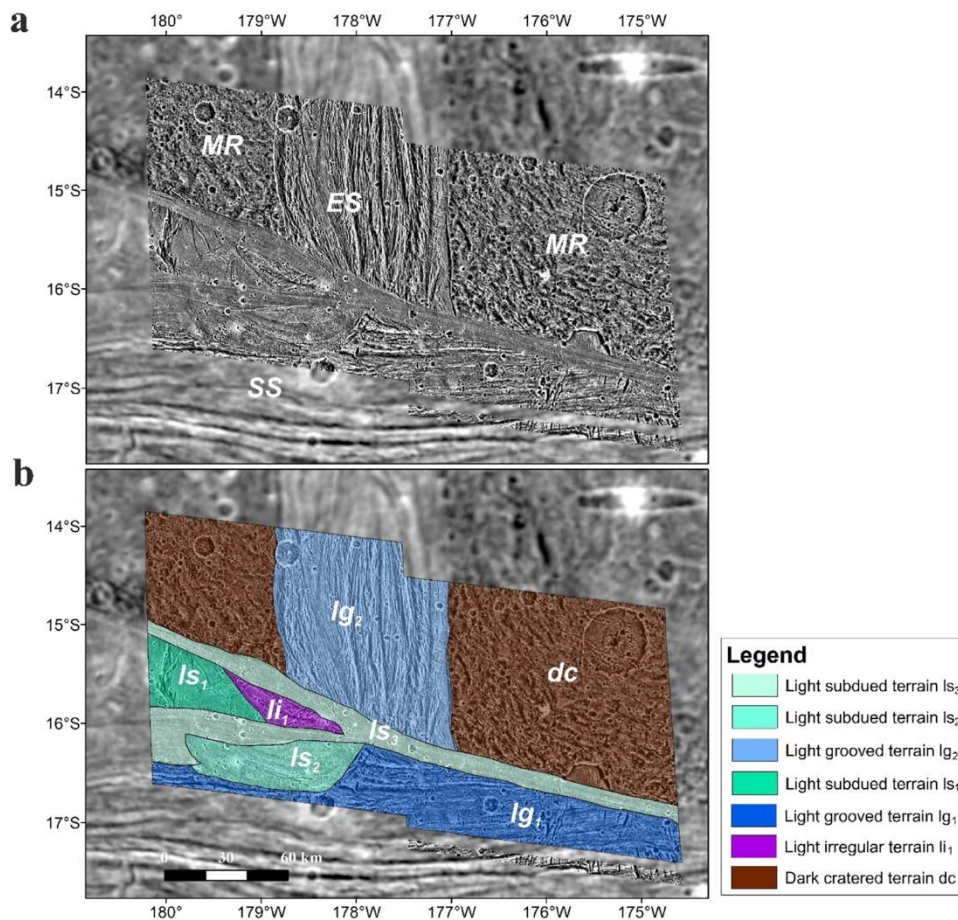 a
180° 179°W 178°W 177°W 176°W 175°W
14°S
15°S
16°S
17°S
MR
ES
MR
SS
b
14°S
15°S
16°S
17°S
lg₂
dc
ls₁
li₁
ls₃
ls₂
lg₁
0 30 60 km
180° 179°W 178°W 177°W 176°W 175°W
Legend
Light subdued terrain ls₃
Light subdued terrain ls₂
Light grooved terrain lg₂
Light subdued terrain ls₁
Light grooved terrain lg₁
Light irregular terrain li₁
Dark cratered terrain dc